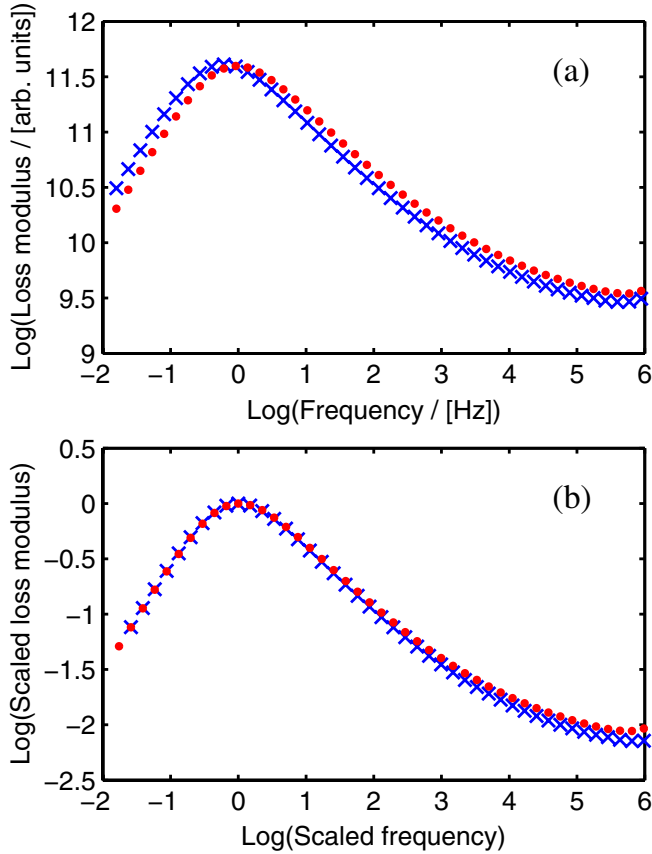 12
11.5
11
10.5
10
9.5
9
Log(Loss modulus / [arb. units])
(a)
−2 −1 0 1 2 3 4 5 6
Log(Frequency / [Hz])
0.5
0
−0.5
−1.0
−1.5
−2.0
−2.5
Log(Scaled loss modulus)
(b)
−2 −1 0 1 2 3 4 5 6
Log(Scaled frequency)